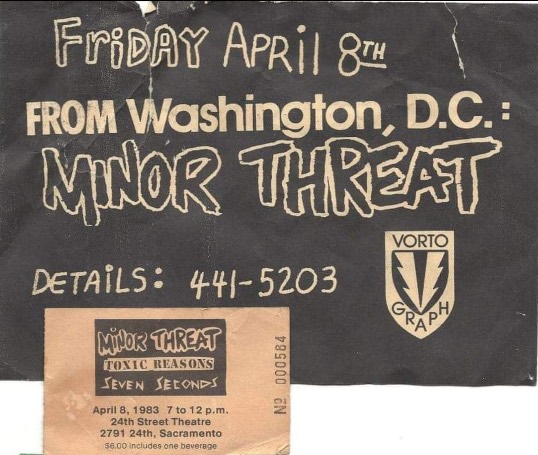 FRiDAY APRil 8TH
FROM Washington, D.C.:
MiNOR THREAT
DETAiLS: 441-5203
VORTO
GRAPH
MiNOR THREAT
TOXIC REASONS
SEVEN SECONDS
April 8, 1983 7 to 12 p.m.
24th Street Theatre
2791 24th, Sacramento
$6.00 includes one beverage
Nº 000584